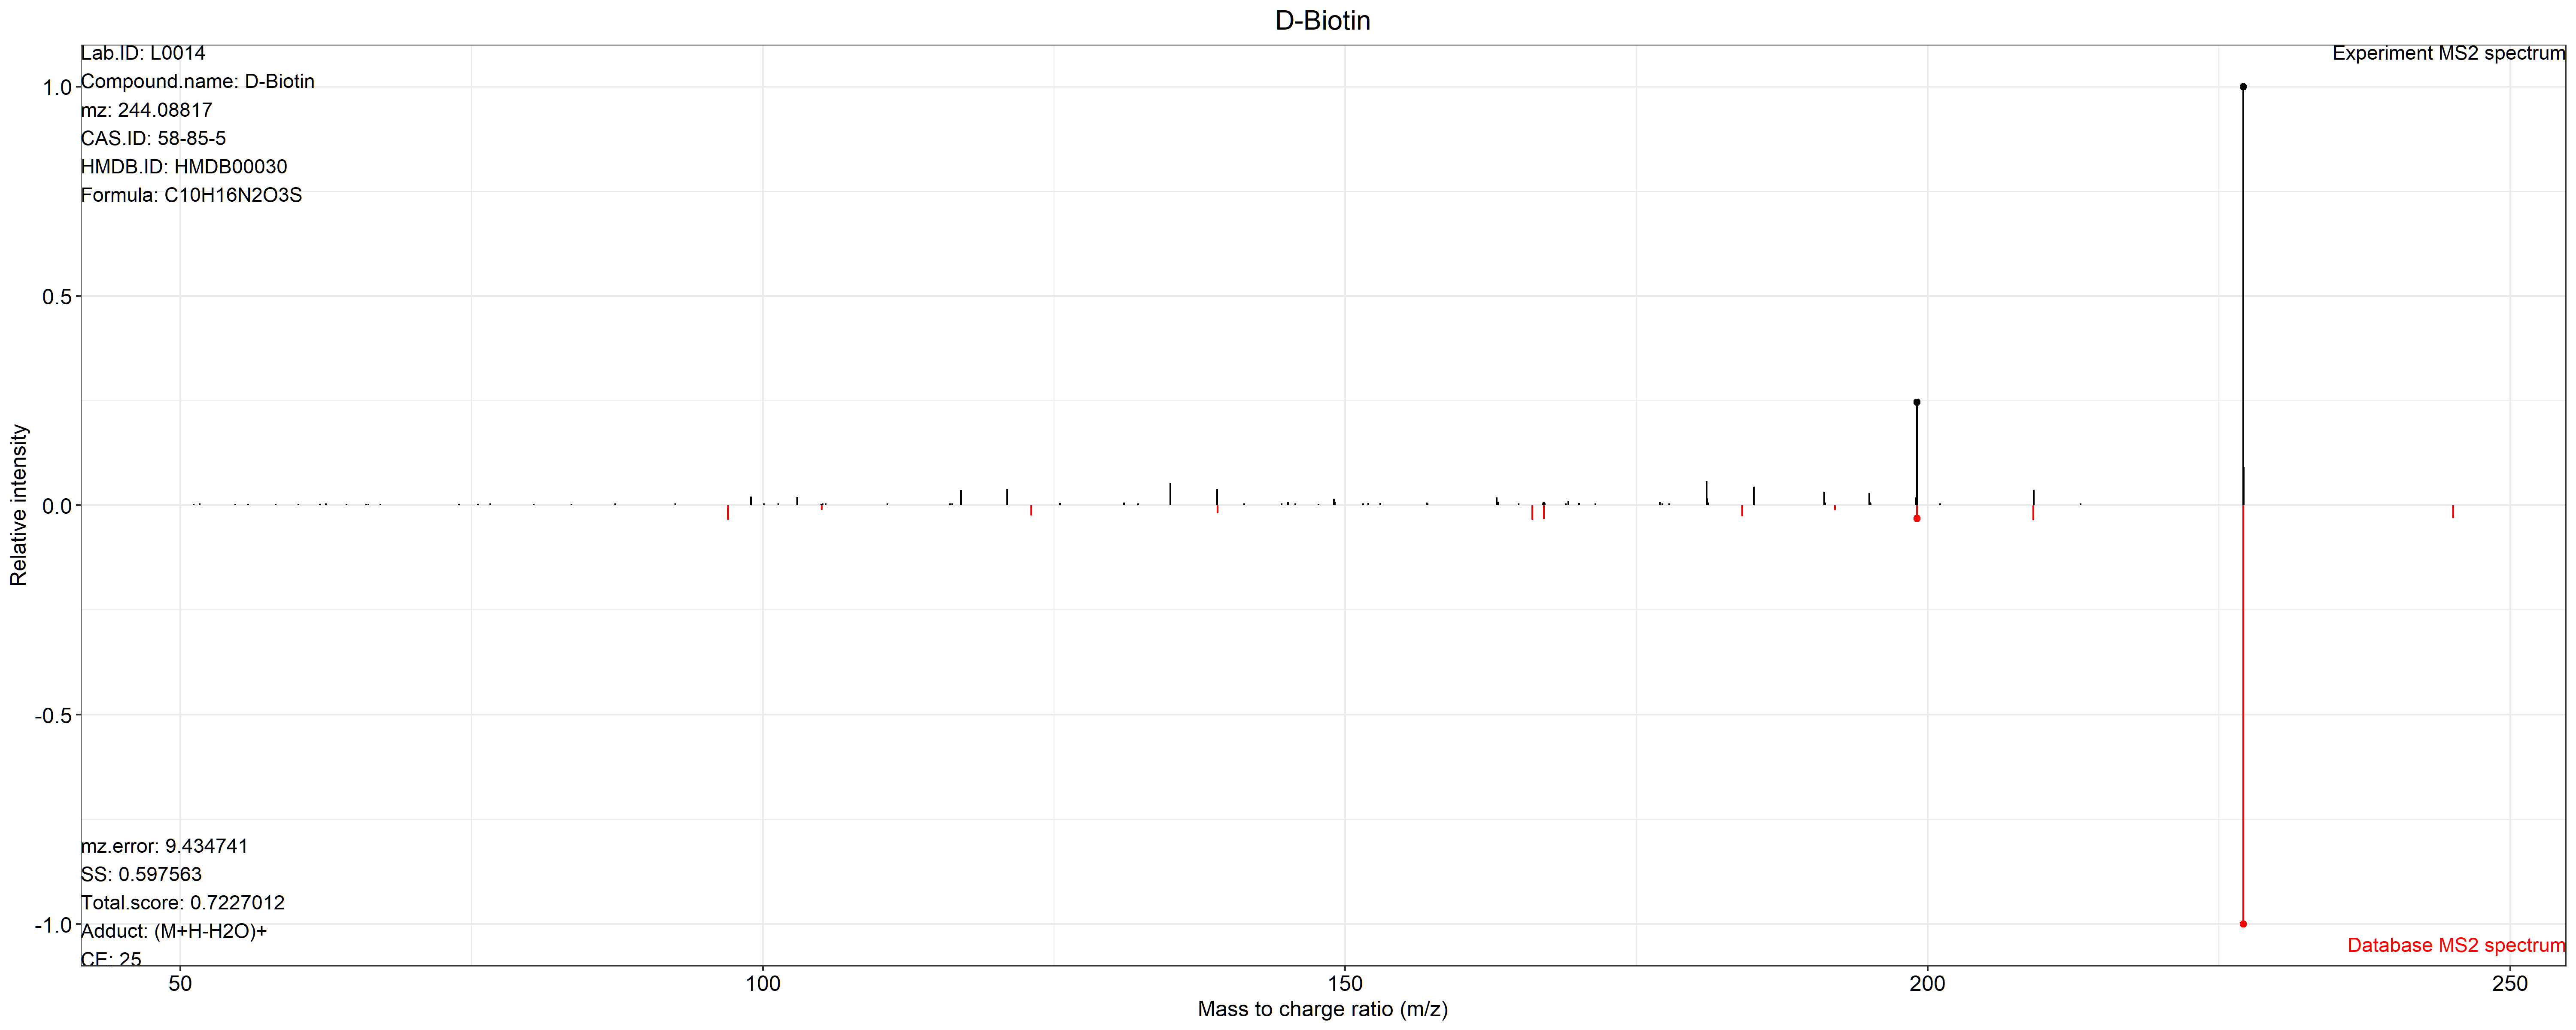 D-Biotin
Lab.ID: L0014
Experiment MS2 spectrum
Compound.name: D-Biotin
mz: 244.08817
CAS.ID: 58-85-5
HMDB.ID: HMDB00030
Formula: C10H16N2O3S
1.0
0.5
0.0
-0.5
-1.0
Relative intensity
mz.error: 9.434741
SS: 0.597563
Total.score: 0.7227012
Adduct: (M+H-H2O)+
CE: 25
Database MS2 spectrum
50 100 150 200 250
Mass to charge ratio (m/z)